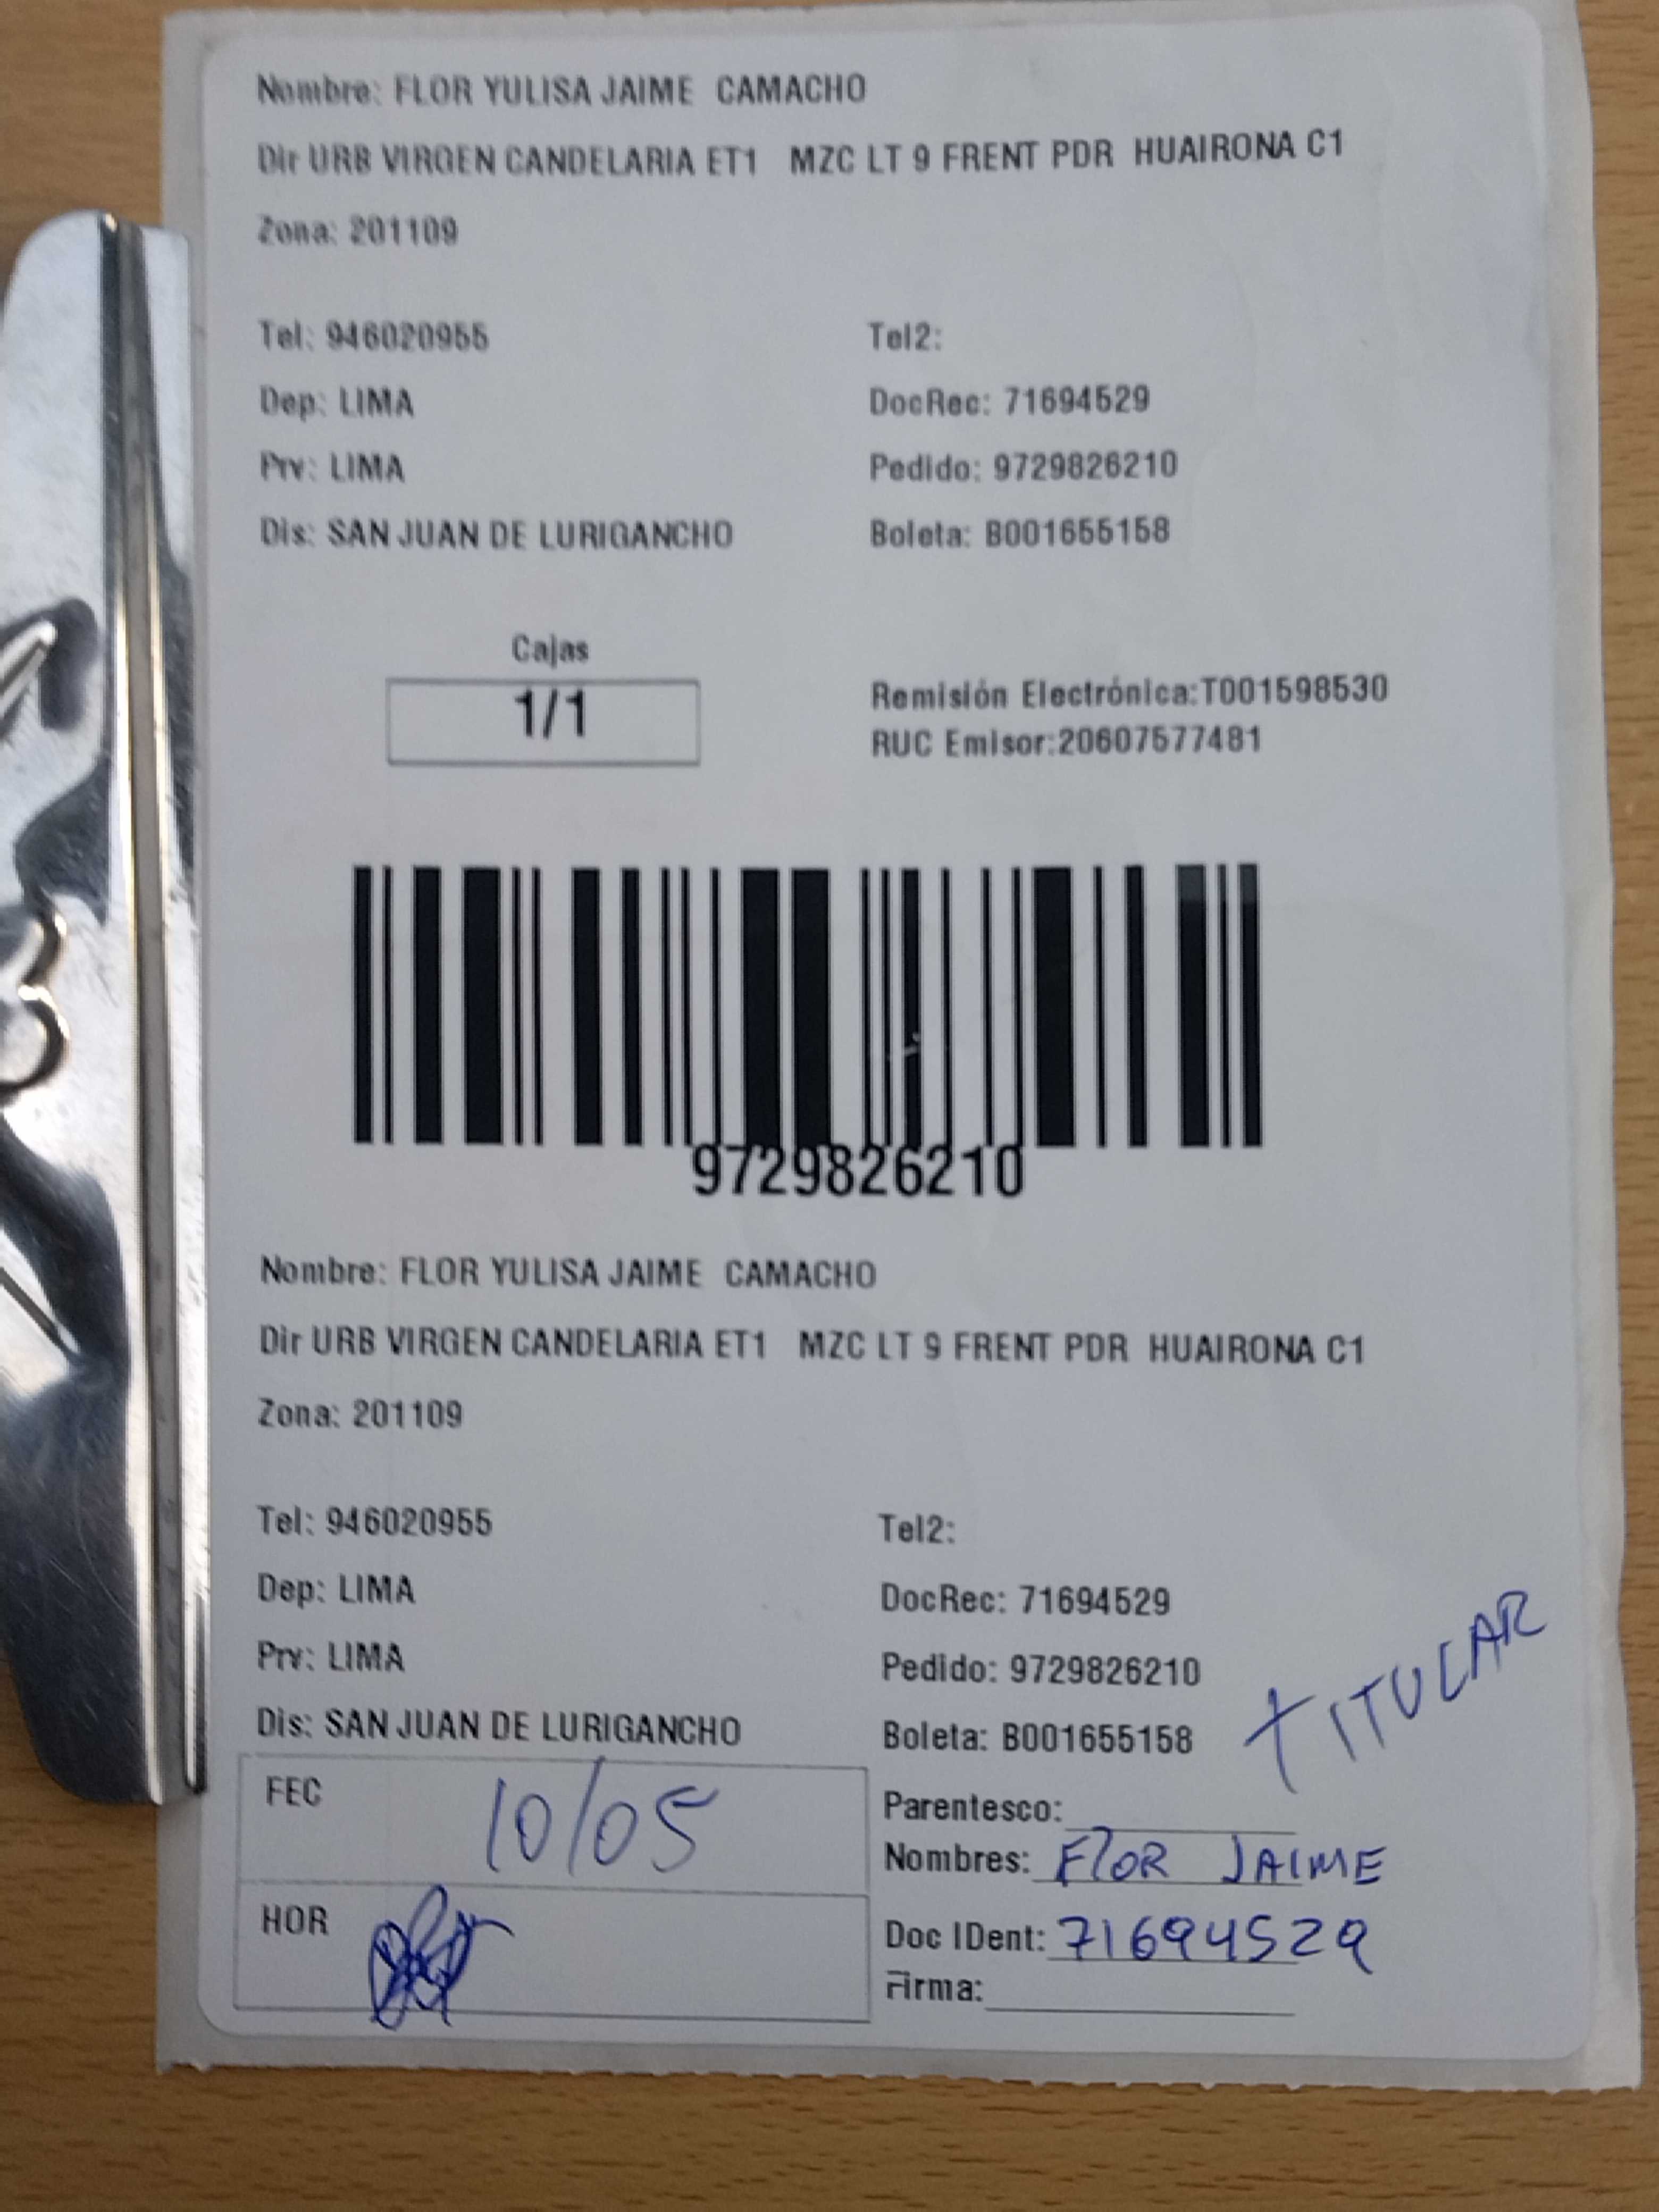 Nombre: FLOR YULISA JAIME CAMACHO
Dir URB VIRGEN CANDELARIA ET1 MZC LT 9 FRENT PDR HUAIRONA C1
Zona: 201109
Tel: 946020955 Tel2:
Dep: LIMA DocRec: 71694529
Prv: LIMA Pedido: 9729826210
Dis: SAN JUAN DE LURIGANCHO Boleta: B001655158
Cajas
1/1
Remisión Electrónica:T001598530
RUC Emisor:20607577481
9729826210
Nombre: FLOR YULISA JAIME CAMACHO
Dir URB VIRGEN CANDELARIA ET1 MZC LT 9 FRENT PDR HUAIRONA C1
Zona: 201109
Tel: 946020955 Tel2:
Dep: LIMA DocRec: 71694529
Prv: LIMA Pedido: 9729826210
Dis: SAN JUAN DE LURIGANCHO Boleta: B001655158
TITULAR
FEC 10/05
Parentesco:
Nombres: FLOR JAIME
HOR
Doc IDent: 71694529
Firma: